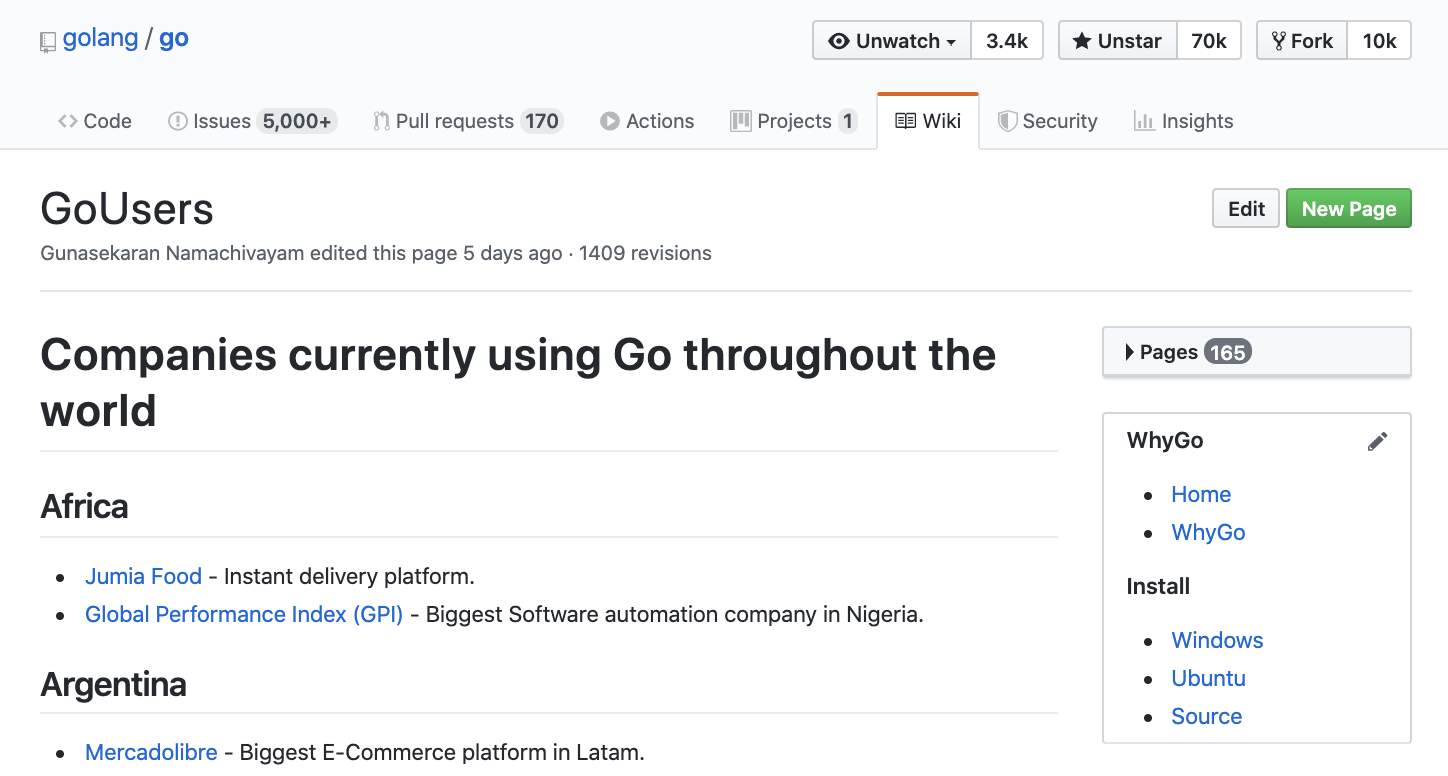 golang / go
Unwatch 3.4k Unstar 70k Fork 10k
Code Issues 5,000+ Pull requests 170 Actions Projects 1 Wiki Security Insights
GoUsers
Edit New Page
Gunasekaran Namachivayam edited this page 5 days ago · 1409 revisions
Companies currently using Go throughout the
world
Africa
• Jumia Food - Instant delivery platform.
• Global Performance Index (GPI) - Biggest Software automation company in Nigeria.
Argentina
• Mercadolibre - Biggest E-Commerce platform in Latam.
Pages 165
WhyGo
• Home
• WhyGo
Install
• Windows
• Ubuntu
• Source